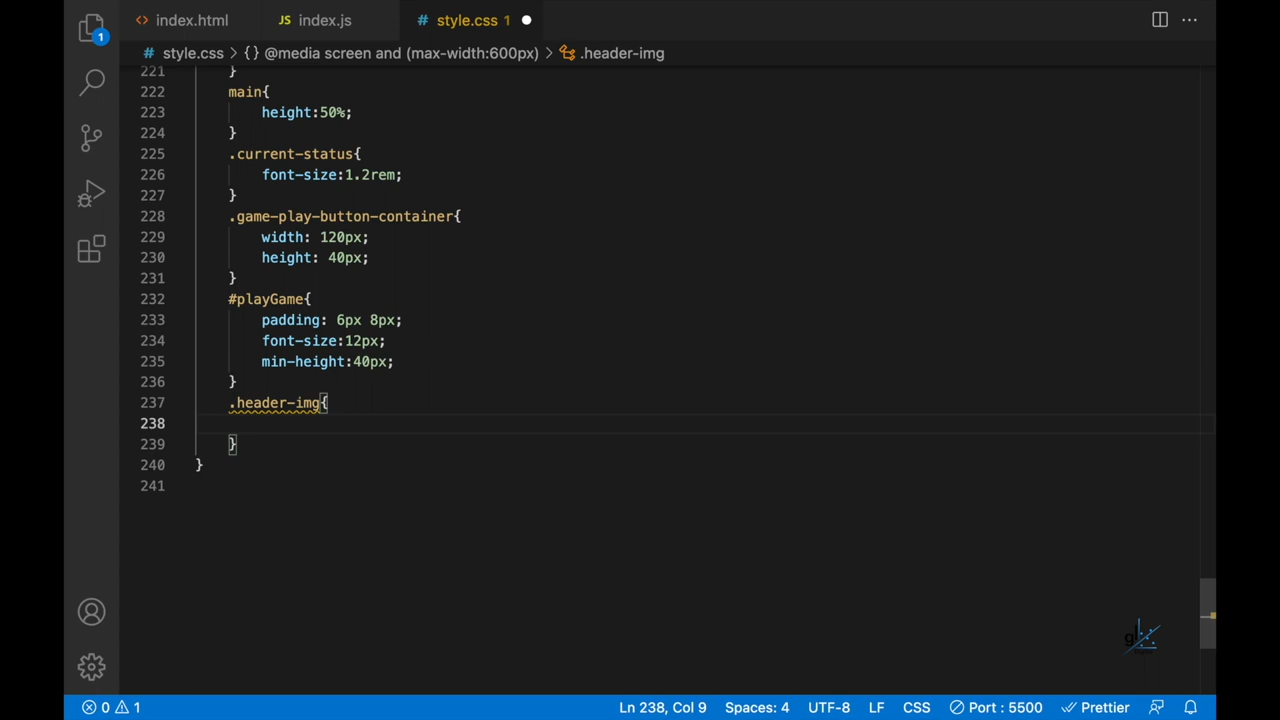 1
<> index.html
JS index.js
# style.css 1
# style.css > {} @media screen and (max-width:600px) > .header-img
221 }
222 main{
223 height:50%;
224 }
225 .current-status{
226 font-size:1.2rem;
227 }
228 .game-play-button-container{
229 width: 120px;
230 height: 40px;
231 }
232 #playGame{
233 padding: 6px 8px;
234 font-size:12px;
235 min-height:40px;
236 }
237 .header-img{
238
239 }
240 }
241
0 1 Ln 238, Col 9 Spaces: 4 UTF-8 LF CSS Port : 5500 Prettier